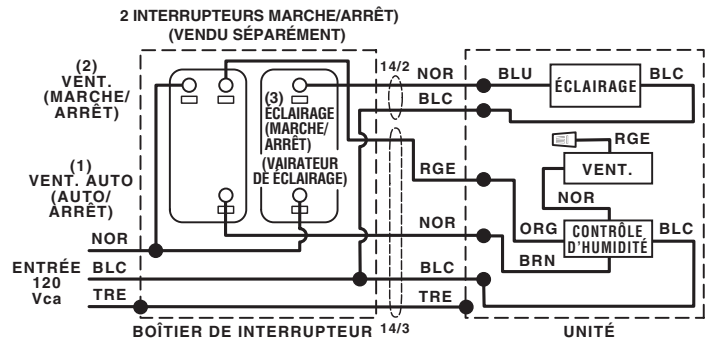 2 INTERRUPTEURS MARCHE/ARRÊT)
(VENDU SÉPARÉMENT)
(2)
VENT.
(MARCHE/
ARRÊT)
(1)
VENT. AUTO
(AUTO/
ARRÊT)
(3)
ÉCLAIRAGE
(MARCHE/
ARRÊT)
(VAIRATEUR
DE ÉCLAIRAGE)
14/2
NOR
BLU
ÉCLAIRAGE
BLC
BLC
RGE
VENT.
RGE
NOR
NOR
ORG
CONTRÔLE
D'HUMIDITÉ
BLC
BRN
NOR
ENTRÉE
120
Vca
BLC
BLC
TRE
TRE
BOÎTIER DE INTERRUPTEUR
14/3
UNITÉ